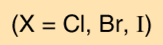 (X = Cl, Br, I)